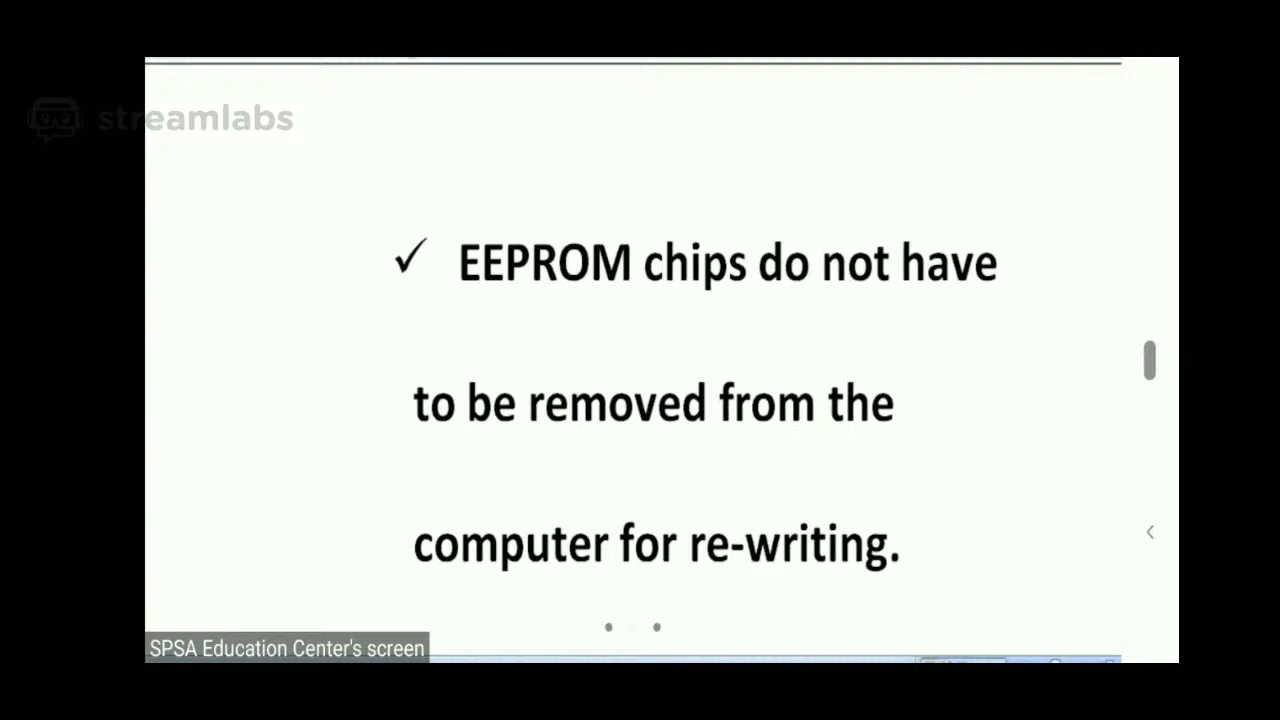 streamlabs
✓ EEPROM chips do not have
to be removed from the
computer for re-writing.
SPSA Education Center's screen